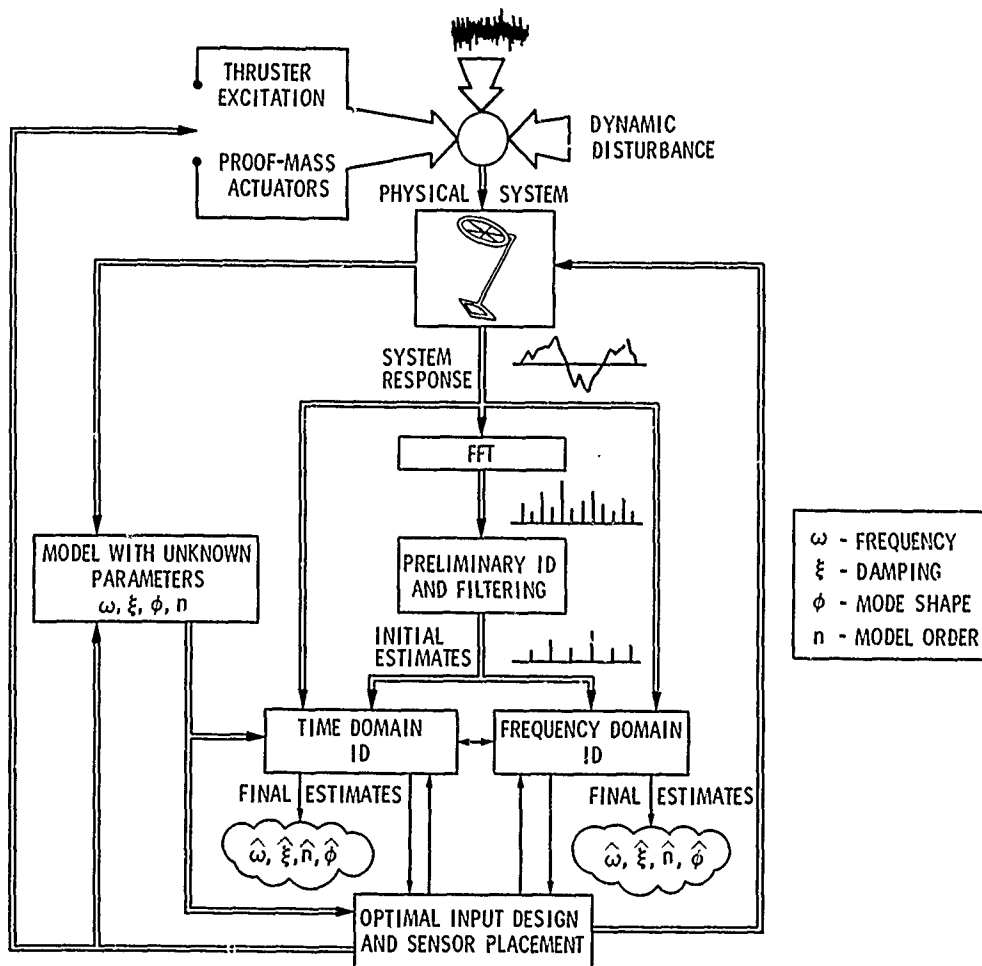 THRUSTER
EXCITATION
PROOF-MASS
ACTUATORS
DYNAMIC
DISTURBANCE
PHYSICAL SYSTEM
SYSTEM
RESPONSE
FFT
MODEL WITH UNKNOWN
PARAMETERS
ω, ξ, ϕ, n
PRELIMINARY ID
AND FILTERING
INITIAL
ESTIMATES
ω - FREQUENCY
ξ - DAMPING
ϕ - MODE SHAPE
n - MODEL ORDER
TIME DOMAIN
ID
FREQUENCY DOMAIN
ID
FINAL ESTIMATES
ω̂, ξ̂, n̂, ϕ̂
FINAL ESTIMATES
ω̂, ξ̂, n̂, ϕ̂
OPTIMAL INPUT DESIGN
AND SENSOR PLACEMENT